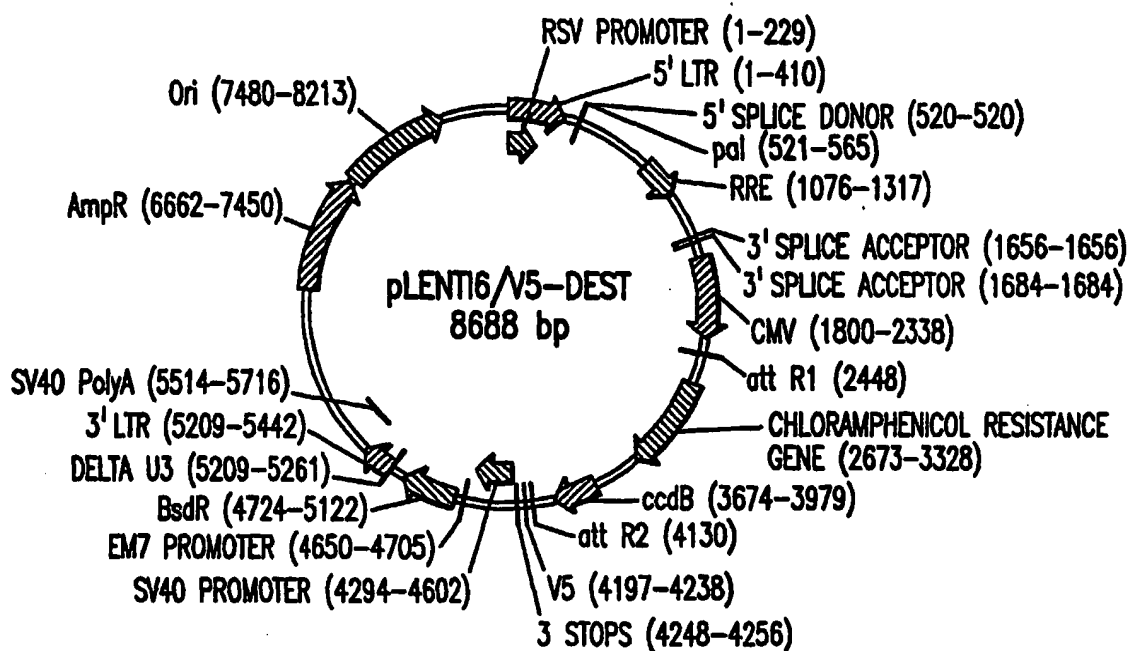 RSV PROMOTER (1-229)
5' LTR (1-410)
5' SPLICE DONOR (520-520)
pal (521-565)
RRE (1076-1317)
3' SPLICE ACCEPTOR (1656-1656)
3' SPLICE ACCEPTOR (1684-1684)
CMV (1800-2338)
att R1 (2448)
CHLORAMPHENICOL RESISTANCE
GENE (2673-3328)
ccdB (3674-3979)
att R2 (4130)
V5 (4197-4238)
3 STOPS (4248-4256)
SV40 PROMOTER (4294-4602)
EM7 PROMOTER (4650-4705)
BsdR (4724-5122)
DELTA U3 (5209-5261)
3' LTR (5209-5442)
SV40 PolyA (5514-5716)
AmpR (6662-7450)
Ori (7480-8213)
pLENTI6/V5-DEST
8688 bp